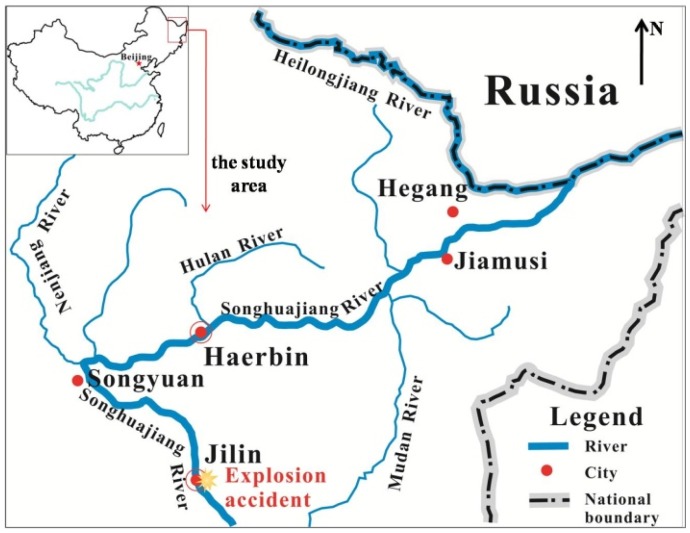 Beijing
N
Heilongjiang River
Russia
the study
area
Hegang
Nenjiang River
Hulan River
Jiamusi
Songhuajiang River
Haerbin
Songyuan
Songhuajiang
River
Mudan River
Jilin
Explosion
accident
Legend
River
City
National
boundary